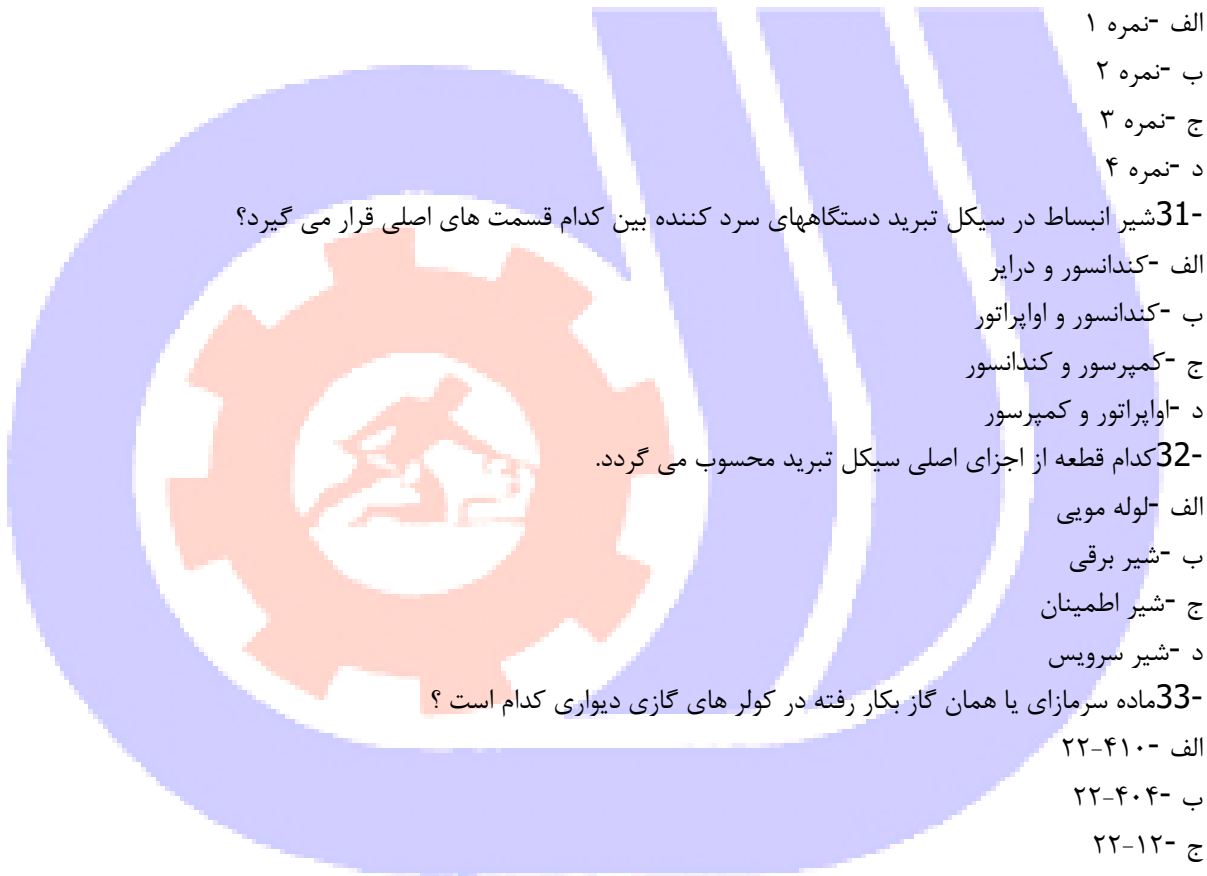 الف -نمره ۱
ب -نمره ۲
ج -نمره ۳
د -نمره ۴
-31شیر انبساط در سیکل تبرید دستگاههای سرد کننده بین کدام قسمت های اصلی قرار می گیرد؟
الف -کندانسور و درایر
ب -کندانسور و اواپراتور
ج -کمپرسور و کندانسور
د -اواپراتور و کمپرسور
-32کدام قطعه از اجزای اصلی سیکل تبرید محسوب می گردد.
الف -لوله مویی
ب -شیر برقی
ج -شیر اطمینان
د -شیر سرویس
-33ماده سرمازای یا همان گاز بکار رفته در کولر های گازی دیواری کدام است ؟
الف -۴۱۰-۲۲
ب -۴۰۴-۲۲
ج -۱۲-۲۲